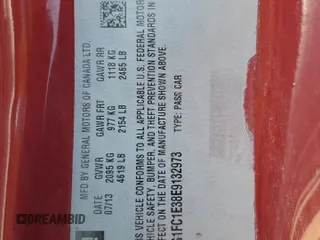 MFD BY GENERAL MOTORS OF CANADA LTD.
DATE GVWR GAWR FRT GAWR RR
07/13 2095 KG 977 KG 1118 KG
4619 LB 2154 LB 2465 LB
THIS VEHICLE CONFORMS TO ALL APPLICABLE U.S. FEDERAL MOTOR
VEHICLE SAFETY, BUMPER, AND THEFT PREVENTION STANDARDS IN
EFFECT ON THE DATE OF MANUFACTURE SHOWN ABOVE.
TYPE: PASS CAR
G1FC1E38E9132973
DREAMBID